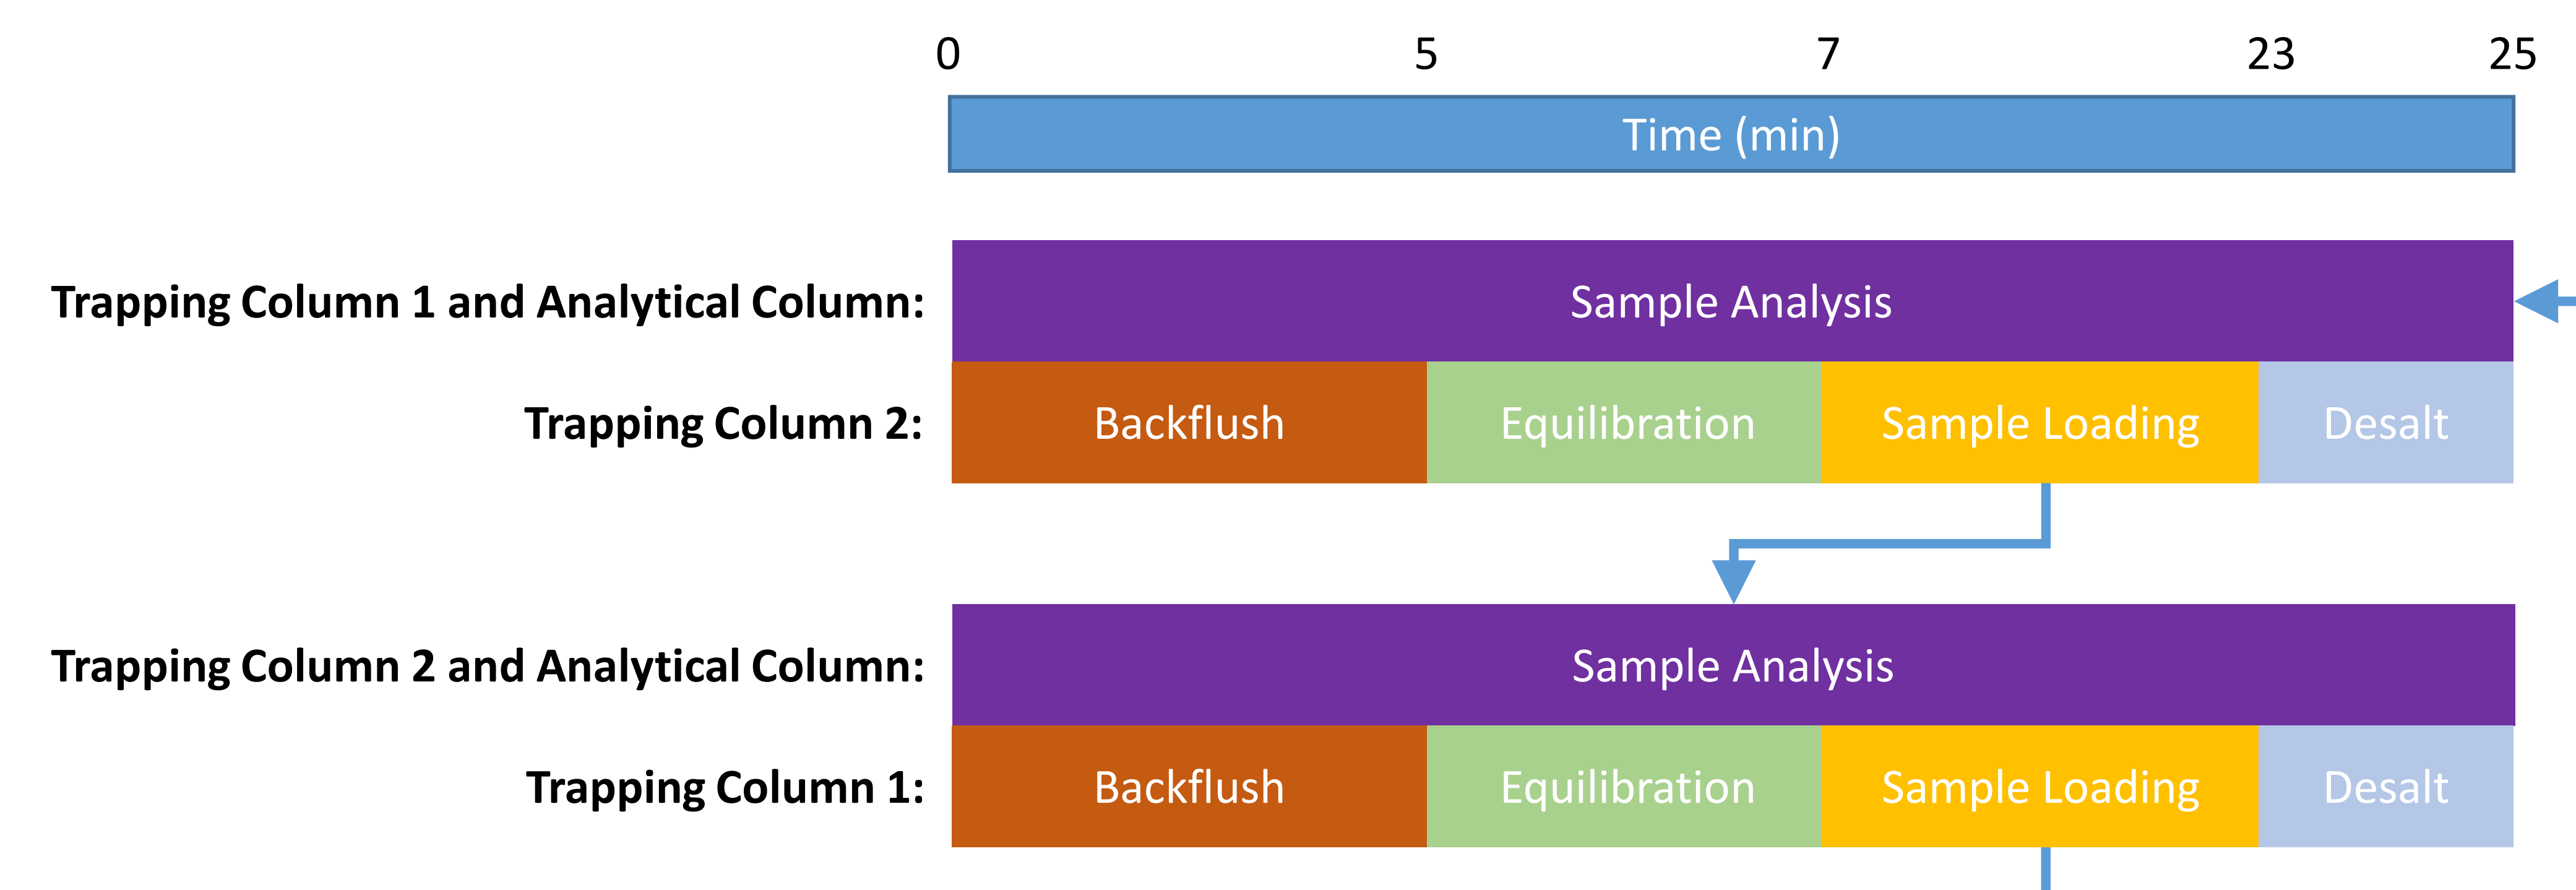 0 5 7 23 25
Time (min)
Trapping Column 1 and Analytical Column: Sample Analysis
Trapping Column 2: Backflush Equilibration Sample Loading Desalt
Trapping Column 2 and Analytical Column: Sample Analysis
Trapping Column 1: Backflush Equilibration Sample Loading Desalt